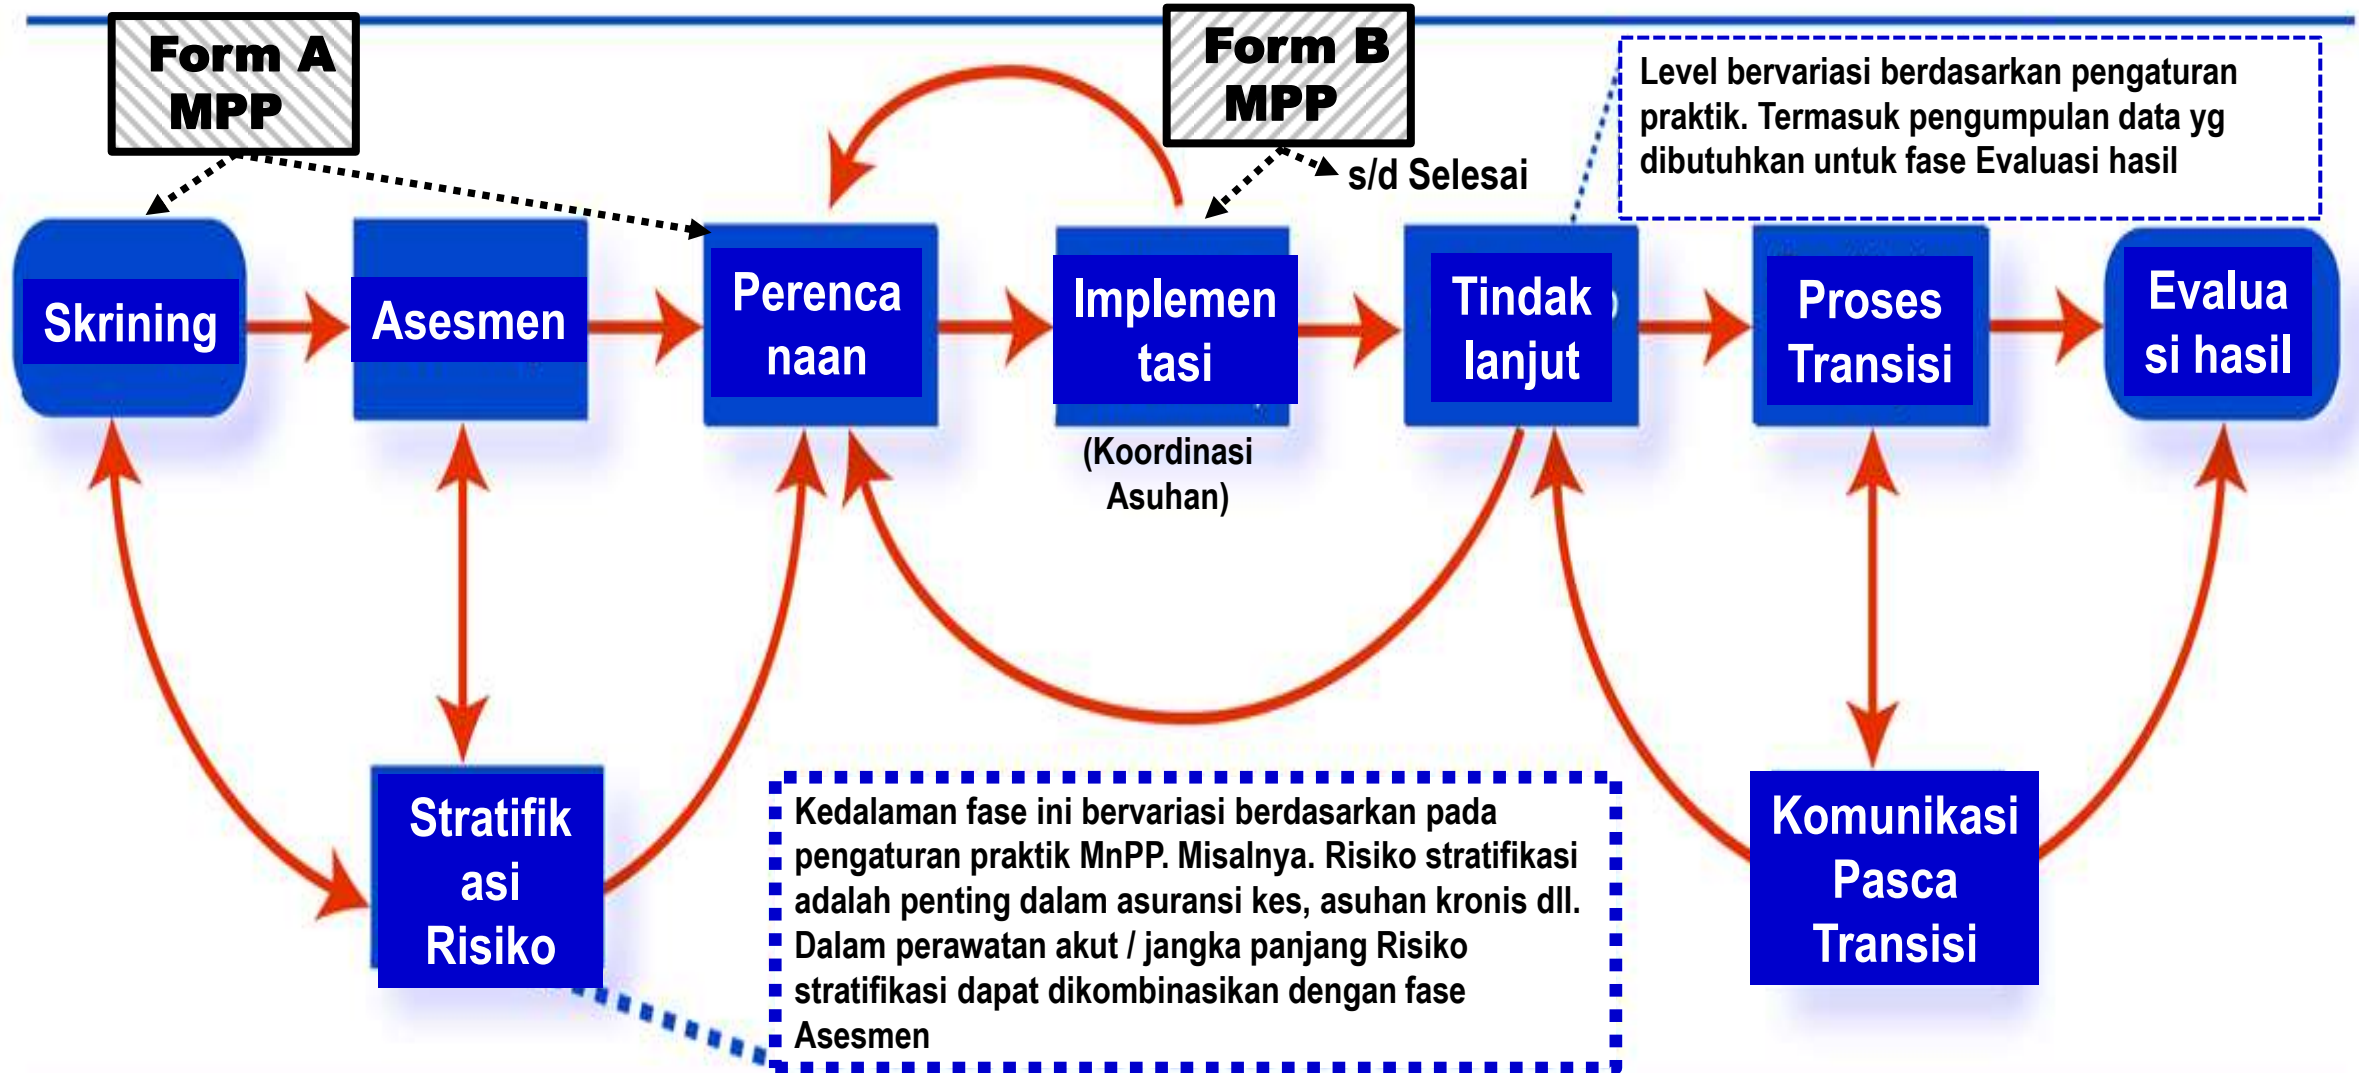 Form A
MPP
Form B
MPP
s/d Selesai
Level bervariasi berdasarkan pengaturan
praktik. Termasuk pengumpulan data yg
dibutuhkan untuk fase Evaluasi hasil
Skrining
Asesmen
Perenca
naan
Implemen
tasi
(Koordinasi
Asuhan)
Tindak
lanjut
Proses
Transisi
Evalua
si hasil
Stratifik
asi
Risiko
Kedalaman fase ini bervariasi berdasarkan pada
pengaturan praktik MnPP. Misalnya. Risiko stratifikasi
adalah penting dalam asuransi kes, asuhan kronis dll.
Dalam perawatan akut / jangka panjang Risiko
stratifikasi dapat dikombinasikan dengan fase
Asesmen
Komunikasi
Pasca
Transisi